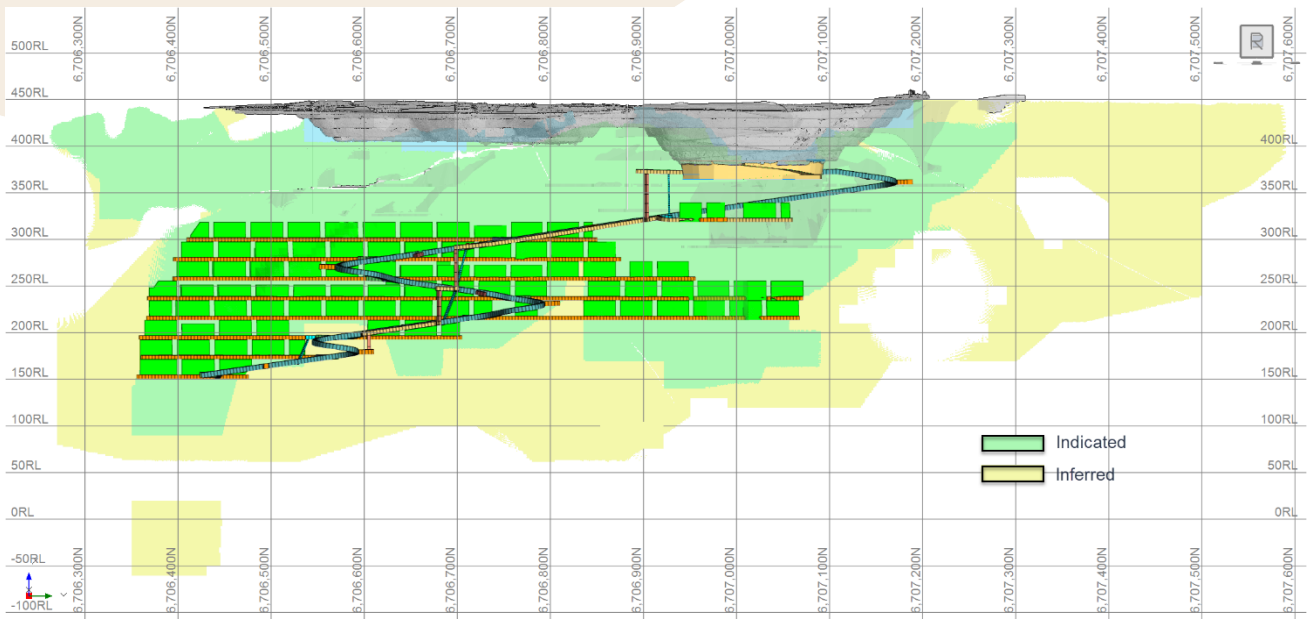 6,706,300N
6,706,400N
6,706,500N
6,706,600N
6,706,700N
6,706,800N
6,706,900N
6,707,000N
6,707,100N
6,707,200N
6,707,300N
6,707,400N
6,707,500N
6,707,600N
500RL
450RL
400RL 400RL
350RL 350RL
300RL 300RL
250RL 250RL
200RL 200RL
150RL 150RL
100RL 100RL
Indicated
Inferred
50RL 50RL
0RL 0RL
-50RL
-100RL
6,706,300N
6,706,400N
6,706,500N
6,706,600N
6,706,700N
6,706,800N
6,706,900N
6,707,000N
6,707,100N
6,707,200N
6,707,300N
6,707,400N
6,707,500N
6,707,600N